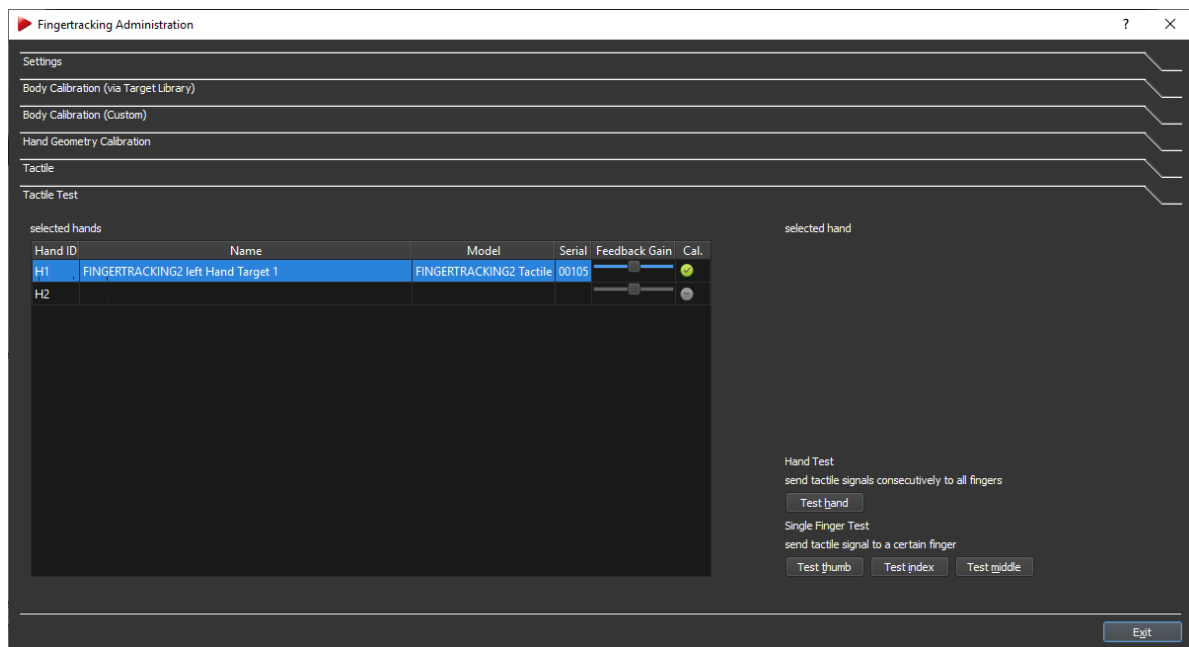 Fingertracking Administration ?
Settings
Body Calibration (via Target Library)
Body Calibration (Custom)
Hand Geometry Calibration
Tactile
Tactile Test
selected hands selected hand
Hand ID Name Model Serial Feedback Gain Cal.
H1 FINGERTRACKING2 left Hand Target 1 FINGERTRACKING2 Tactile 00105
H2
Hand Test
send tactile signals consecutively to all fingers
Test hand
Single Finger Test
send tactile signal to a certain finger
Test thumb Test index Test middle
Exit